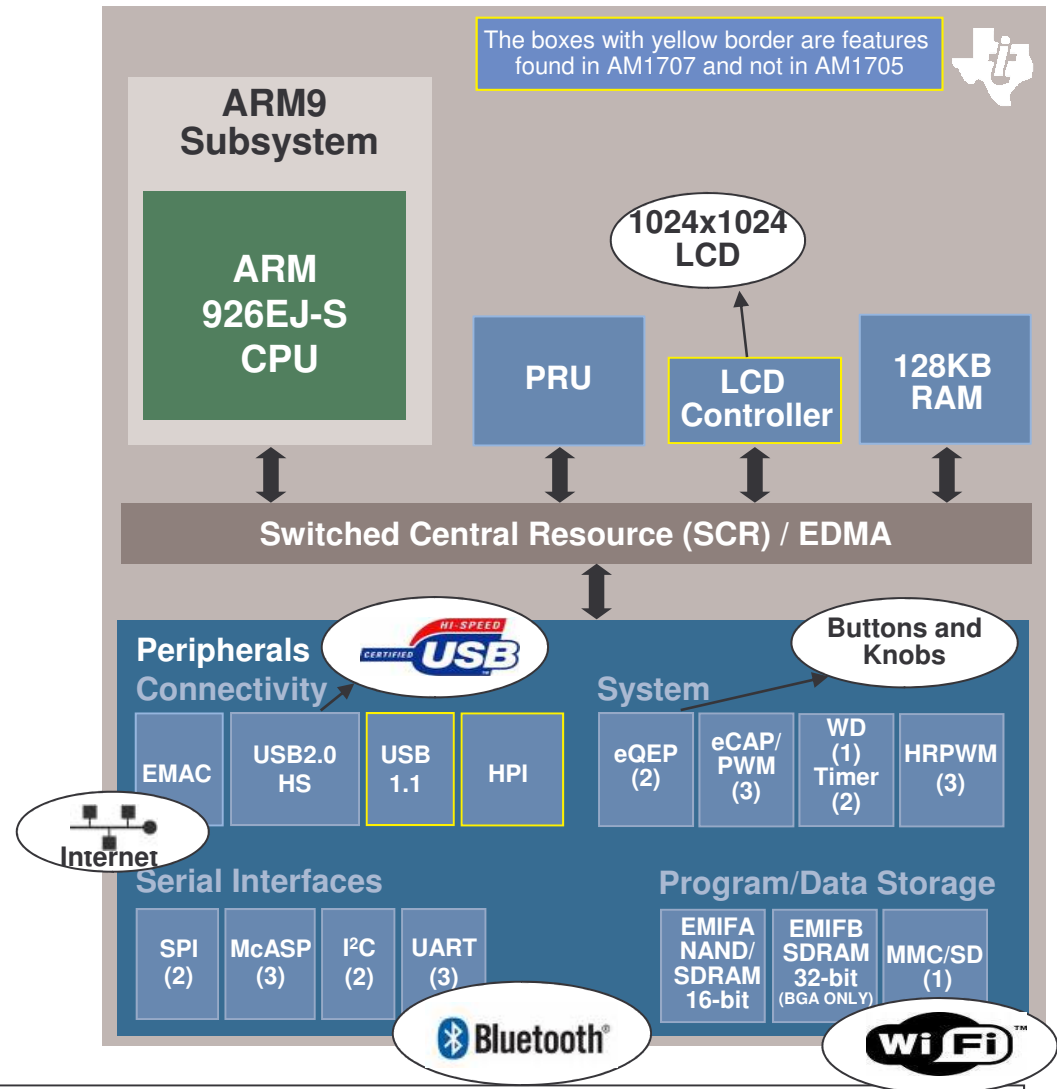 The boxes with yellow border are features
found in AM1707 and not in AM1705
ARM9
Subsystem
ARM
926EJ-S
CPU
1024x1024
LCD
PRU
LCD
Controller
128KB
RAM
Switched Central Resource (SCR) / EDMA
Peripherals
HI-SPEED
CERTIFIED USB
Buttons and
Knobs
Connectivity
System
EMAC
USB2.0
HS
USB
1.1
HPI
eQEP
(2)
eCAP/
PWM
(3)
WD
(1)
Timer
(2)
HRPWM
(3)
Internet
Serial Interfaces
Program/Data Storage
SPI
(2)
McASP
(3)
I²C
(2)
UART
(3)
EMIFA
NAND/
SDRAM
16-bit
EMIFB
SDRAM
32-bit
(BGA ONLY)
MMC/SD
(1)
Bluetooth®
Wi Fi™